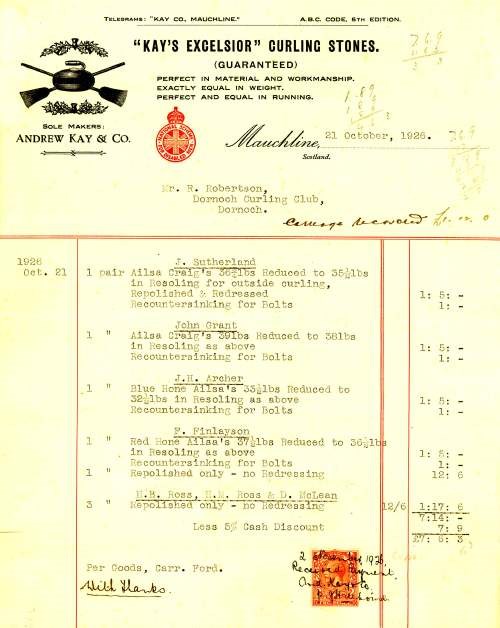 TELEGRAMS: "KAY CO., MAUCHLINE." A.B.C. CODE, 5TH EDITION.
"KAY'S EXCELSIOR" CURLING STONES.
(GUARANTEED)
PERFECT IN MATERIAL AND WORKMANSHIP.
EXACTLY EQUAL IN WEIGHT.
PERFECT AND EQUAL IN RUNNING.
SOLE MAKERS:
ANDREW KAY & CO.
Mauchline, 21 October, 1926.
Scotland.
Mr. R. Robertson,
Dornoch Curling Club,
Dornoch.
Carriage recovered
1926
J. Sutherland
Oct. 21 1 pair Ailsa Craig's 36½lbs Reduced to 35½lbs
in Resoling for outside curling,
Repolished & Redressed 1: 5: -
Recountersinking for Bolts 1: -
John Grant
1 " Ailsa Craig's 39lbs Reduced to 38lbs
in Resoling as above 1: 5: -
Recountersinking for Bolts 1: -
J.H. Archer
1 " Blue Hone Ailsa's 33½lbs Reduced to
32½lbs in Resoling as above 1: 5: -
Recountersinking for Bolts 1: -
F. Finlayson
1 " Red Hone Ailsa's 37½lbs Reduced to 36½lbs
in Resoling as above 1: 5: -
Recountersinking for Bolts 1: -
1 " Repolished only - no Redressing 12: 6
H.B. Ross, H.M. Ross & D. McLean
3 " Repolished only - no Redressing 12/6 1:17: 6
7:14: -
Less 5% Cash Discount 7: 9
£7: 6: 3
Per Goods, Carr. Ford.
With Thanks.
2 1926
Received Payment